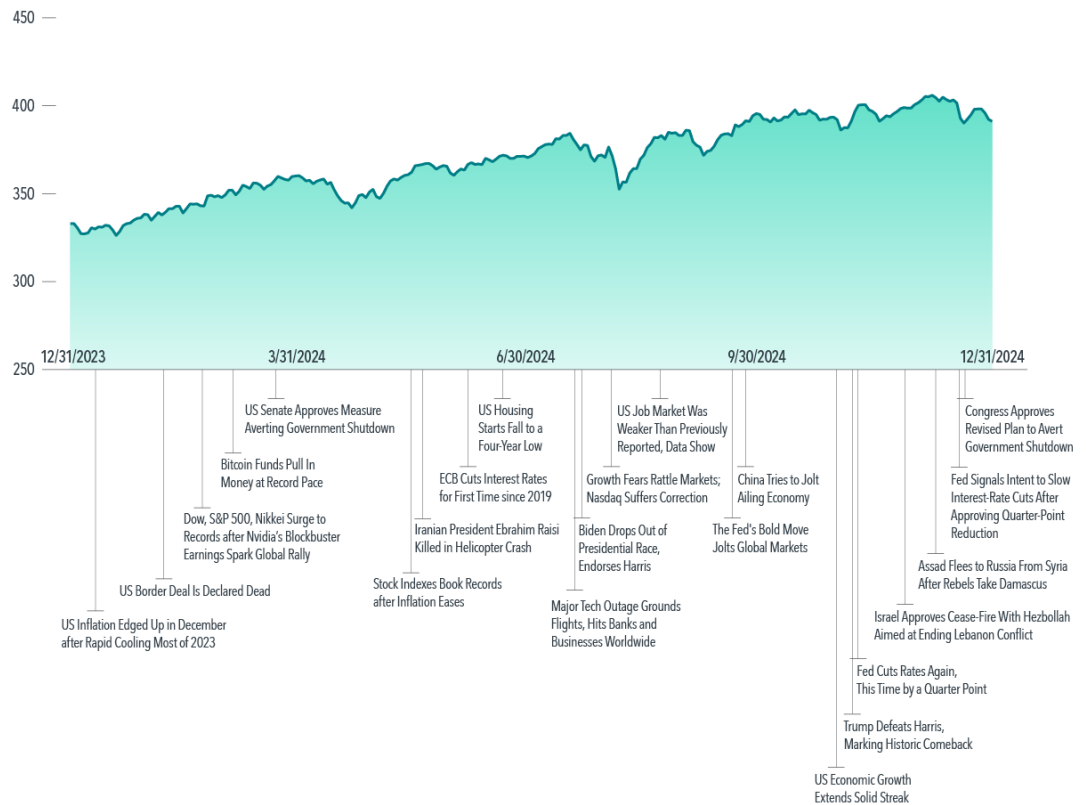 450
400
350
300
250
12/31/2023
3/31/2024
6/30/2024
9/30/2024
12/31/2024
US Senate Approves Measure
Averting Government Shutdown
Bitcoin Funds Pull In
Money at Record Pace
Dow, S&P 500, Nikkei Surge to
Records after Nvidia's Blockbuster
Earnings Spark Global Rally
US Border Deal Is Declared Dead
US Inflation Edged Up in December
after Rapid Cooling Most of 2023
US Housing
Starts Fall to a
Four-Year Low
ECB Cuts Interest Rates
for First Time since 2019
Iranian President Ebrahim Raisi
Killed in Helicopter Crash
Stock Indexes Book Records
after Inflation Eases
US Job Market Was
Weaker Than Previously
Reported, Data Show
Growth Fears Rattle Markets;
Nasdaq Suffers Correction
Biden Drops Out of
Presidential Race,
Endorses Harris
Major Tech Outage Grounds
Flights, Hits Banks and
Businesses Worldwide
China Tries to Jolt
Ailing Economy
The Fed's Bold Move
Jolts Global Markets
Congress Approves
Revised Plan to Avert
Government Shutdown
Fed Signals Intent to Slow
Interest-Rate Cuts After
Approving Quarter-Point
Reduction
Assad Flees to Russia From Syria
After Rebels Take Damascus
Israel Approves Cease-Fire With Hezbollah
Aimed at Ending Lebanon Conflict
Fed Cuts Rates Again,
This Time by a Quarter Point
Trump Defeats Harris,
Marking Historic Comeback
US Economic Growth
Extends Solid Streak